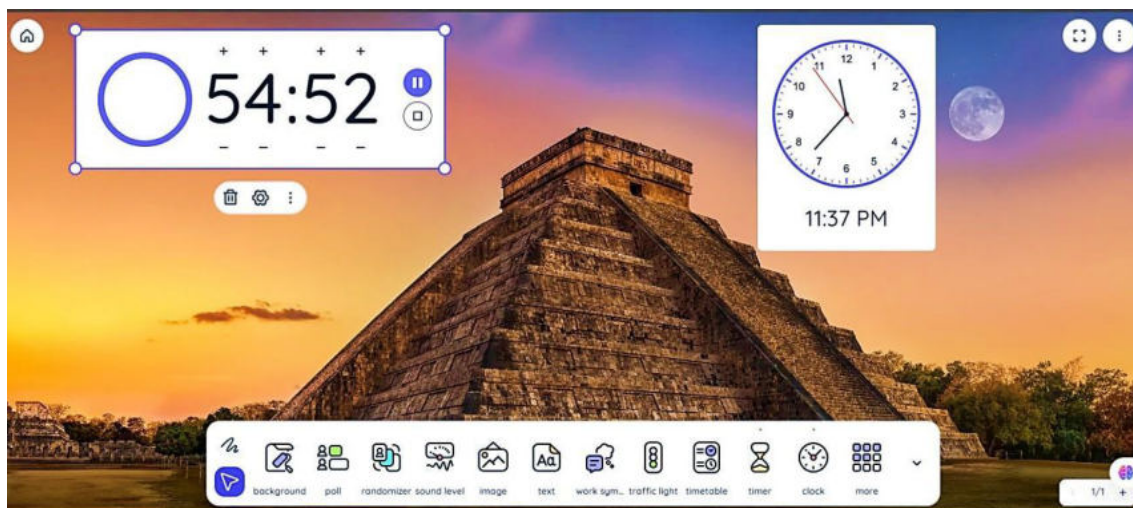 + + + +
54:52
− − − −
12
11 1
10 2
9 3
8 4
7 5
6
11:37 PM
background poll randomizer sound level image text work sym... traffic light timetable timer clock more
Aa
1/1 +